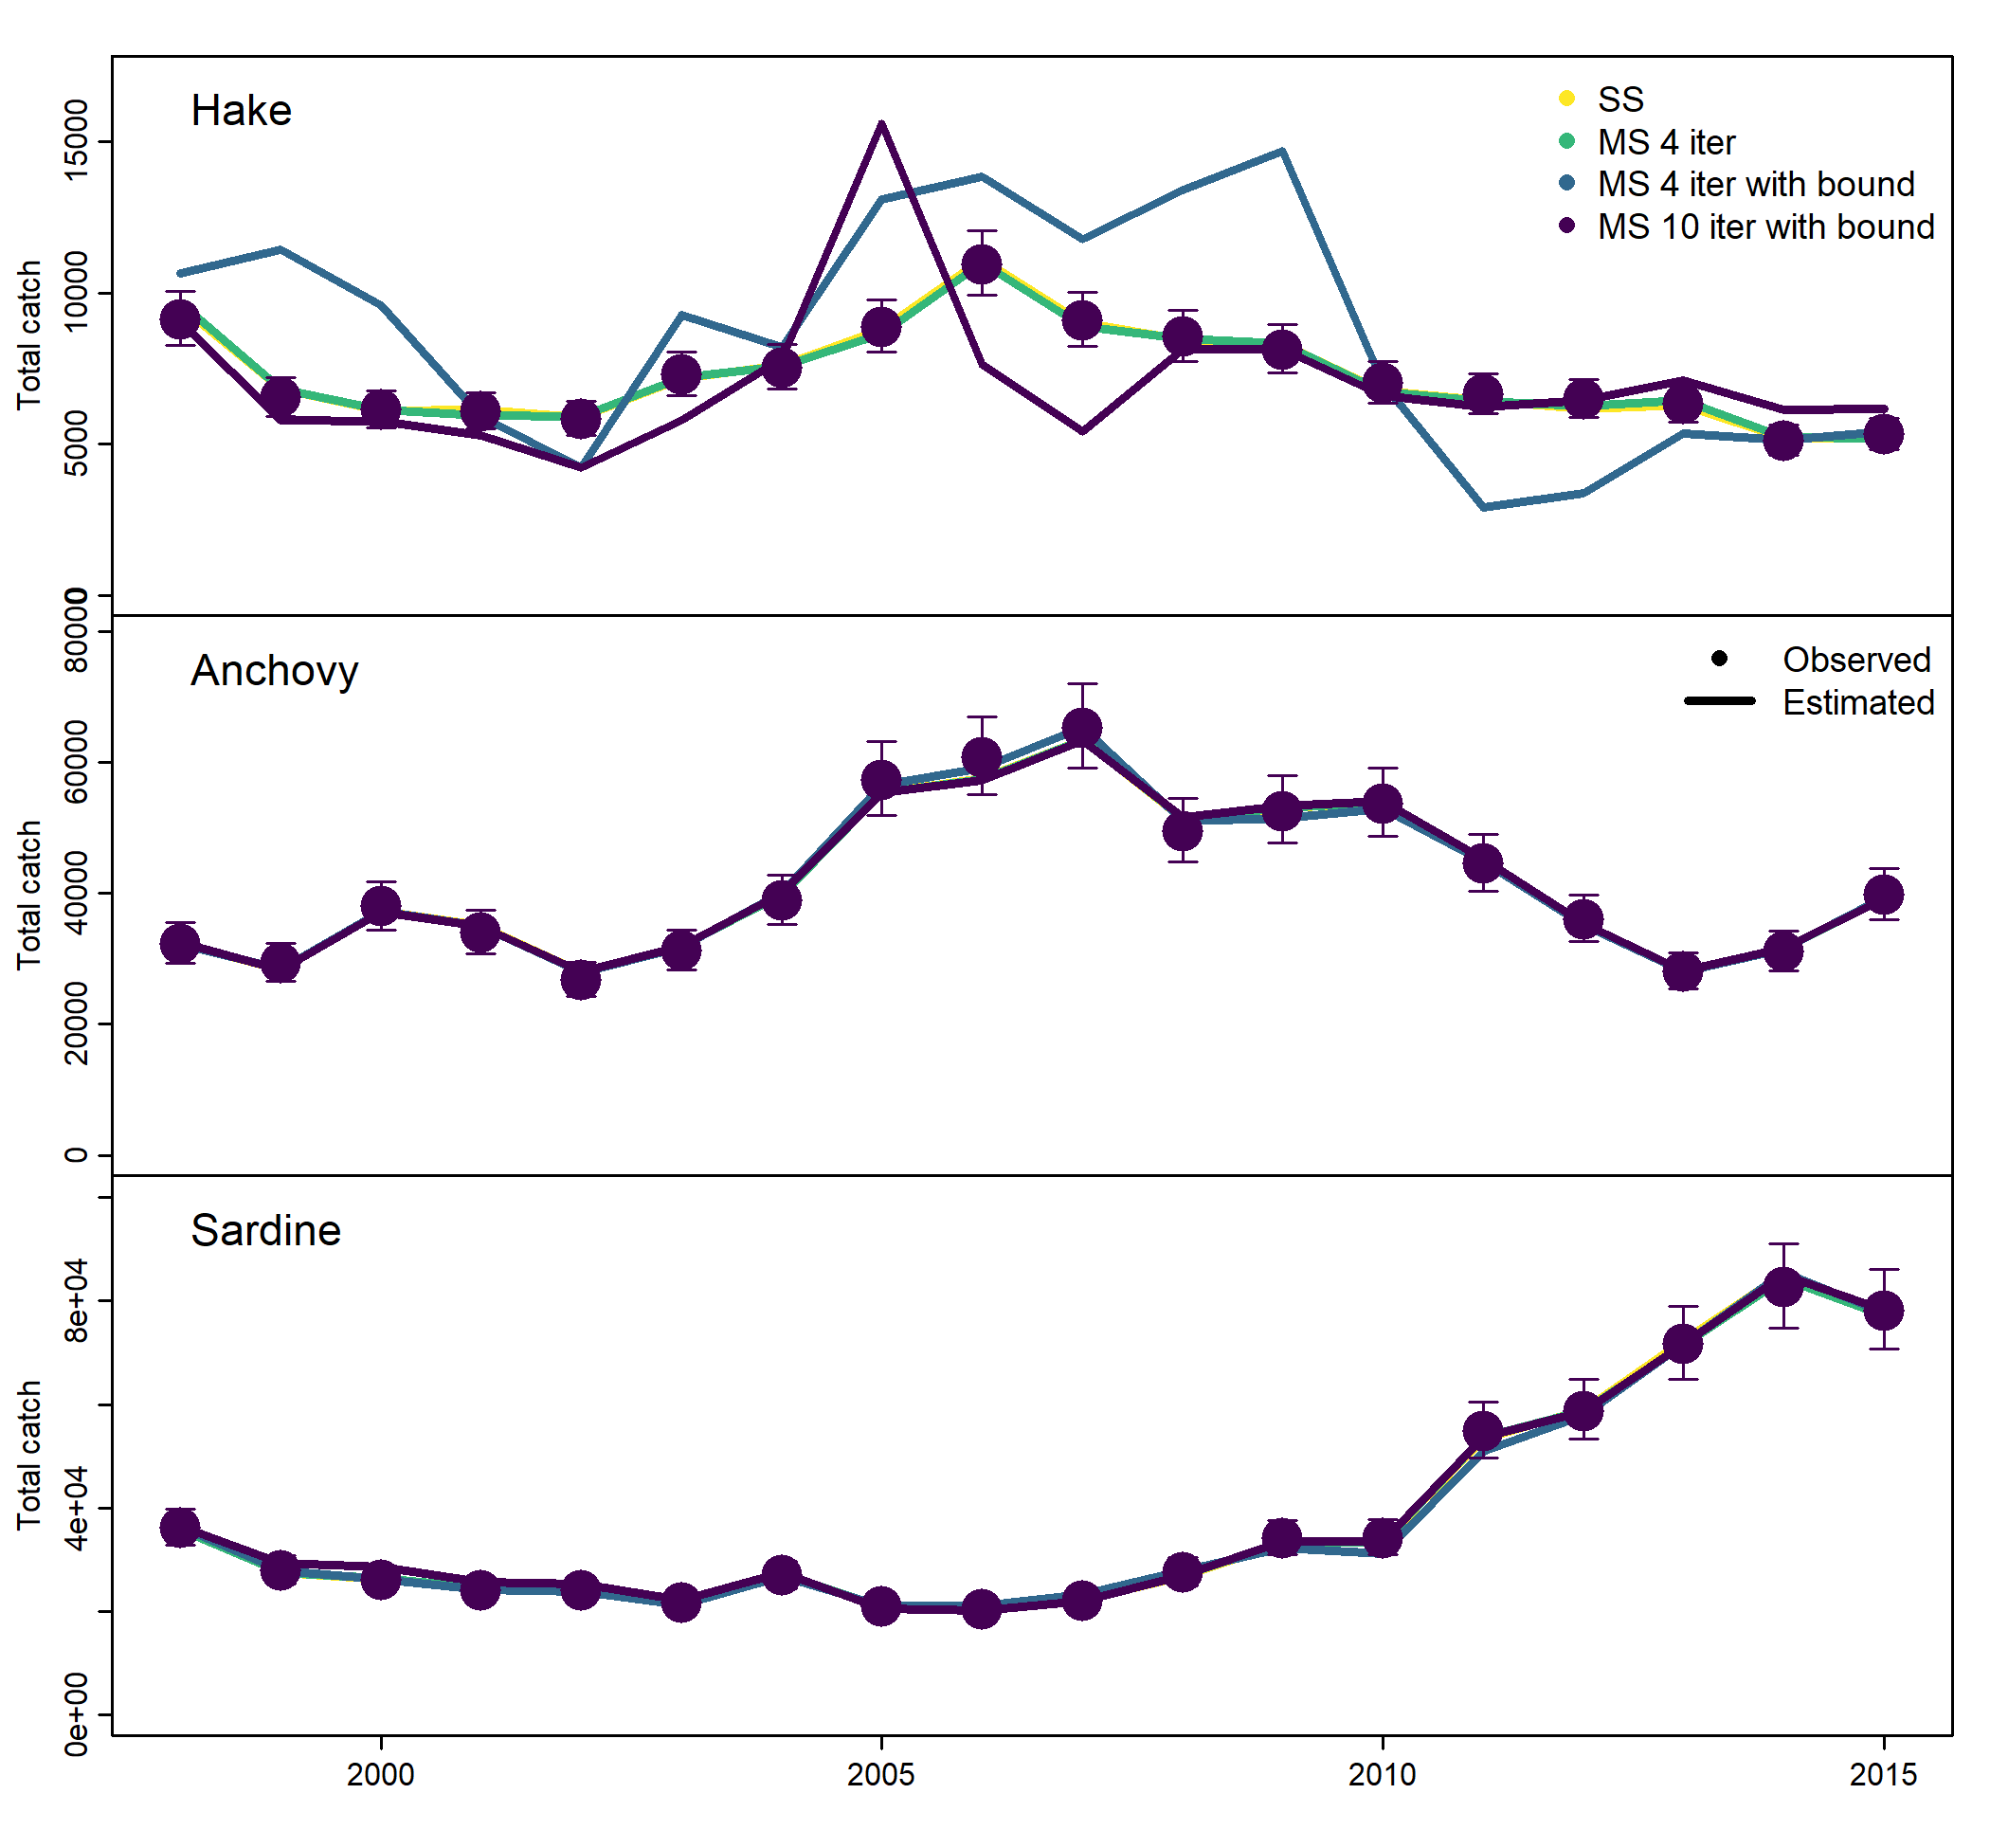 Hake
SS
MS 4 iter
MS 4 iter with bound
MS 10 iter with bound
Total catch
15000
10000
5000
0
Anchovy
Observed
Estimated
Total catch
80000
60000
40000
20000
0
Sardine
Total catch
8e+04
4e+04
0e+00
2000
2005
2010
2015